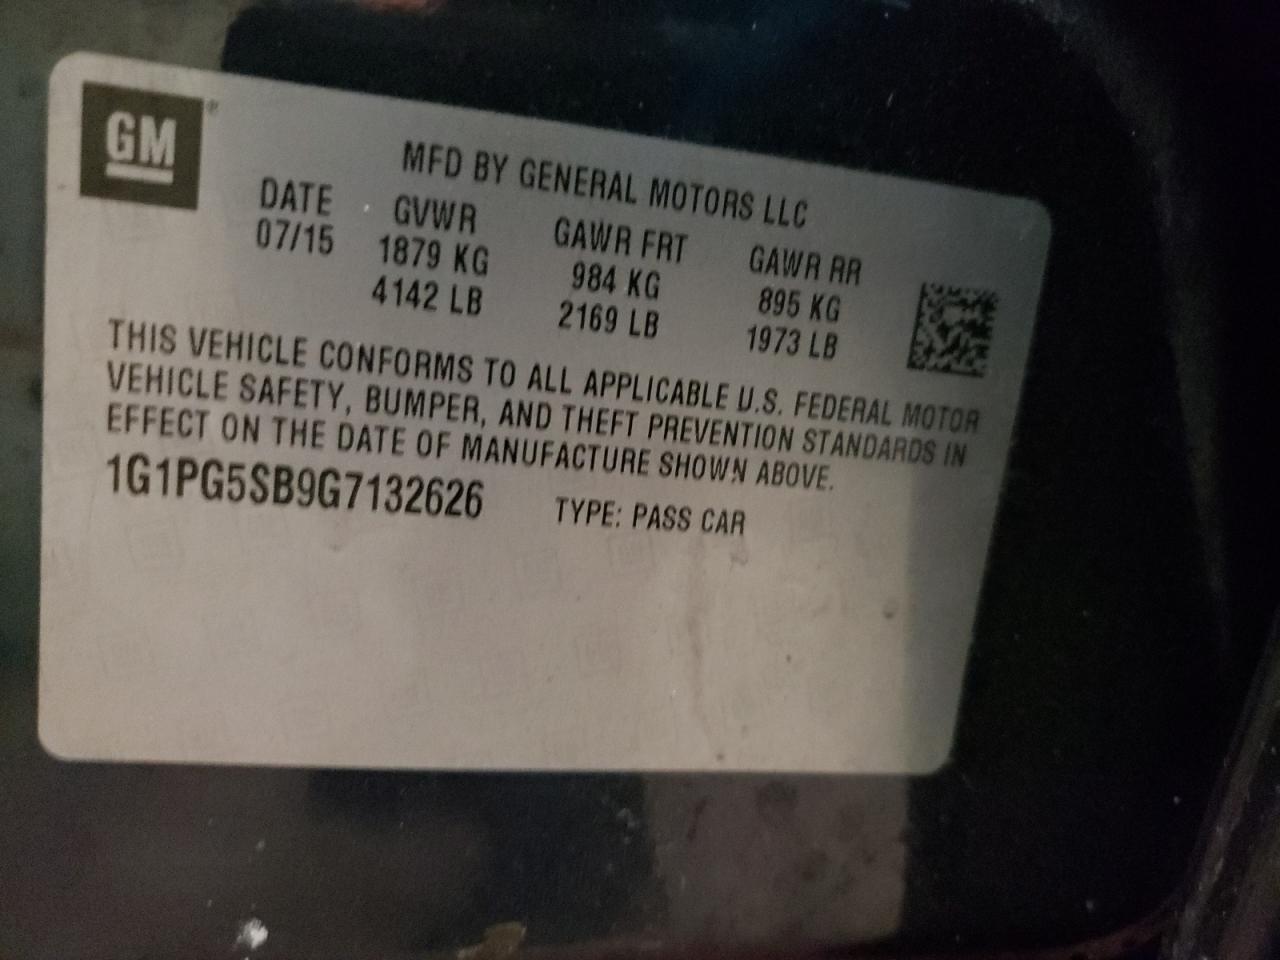 GM®
MFD BY GENERAL MOTORS LLC
DATE GVWR GAWR FRT GAWR RR
07/15 1879 KG 984 KG 895 KG
4142 LB 2169 LB 1973 LB
THIS VEHICLE CONFORMS TO ALL APPLICABLE U.S. FEDERAL MOTOR
VEHICLE SAFETY, BUMPER, AND THEFT PREVENTION STANDARDS IN
EFFECT ON THE DATE OF MANUFACTURE SHOWN ABOVE.
1G1PG5SB9G7132626 TYPE: PASS CAR